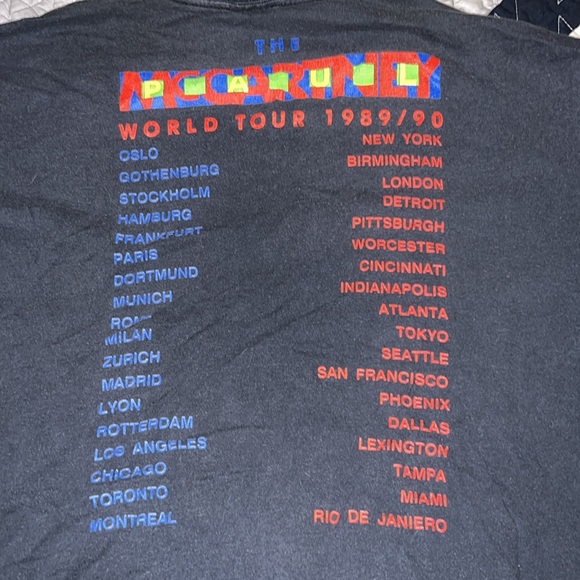 THE
PAUL
McCARTNEY
WORLD TOUR 1989/90
OSLO
GOTHENBURG
STOCKHOLM
HAMBURG
FRANKFURT
PARIS
DORTMUND
MUNICH
MILAN
ZURICH
MADRID
LYON
ROTTERDAM
LOS ANGELES
CHICAGO
TORONTO
MONTREAL
NEW YORK
BIRMINGHAM
LONDON
DETROIT
PITTSBURGH
WORCESTER
CINCINNATI
INDIANAPOLIS
ATLANTA
TOKYO
SEATTLE
SAN FRANCISCO
PHOENIX
DALLAS
LEXINGTON
TAMPA
MIAMI
RIO DE JANIERO